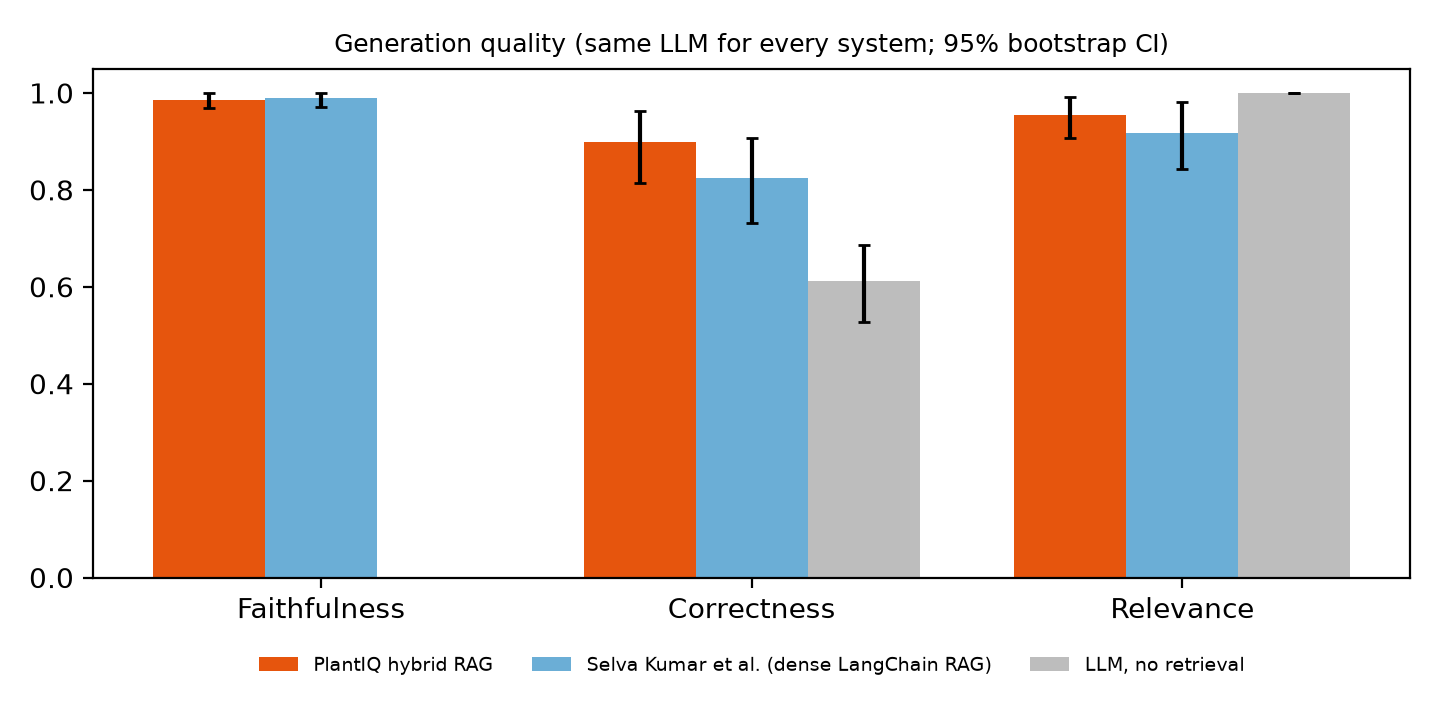 Generation quality (same LLM for every system; 95% bootstrap CI)
1.0
0.8
0.6
0.4
0.2
0.0
Faithfulness Correctness Relevance
PlantIQ hybrid RAG Selva Kumar et al. (dense LangChain RAG) LLM, no retrieval